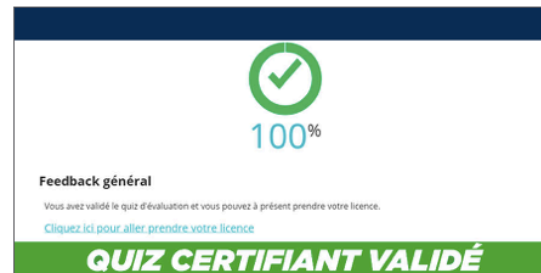 100%
Feedback général
Vous avez validé le quiz d'évaluation et vous pouvez à présent prendre votre licence.
Cliquez ici pour aller prendre votre licence
QUIZ CERTIFIANT VALIDÉ